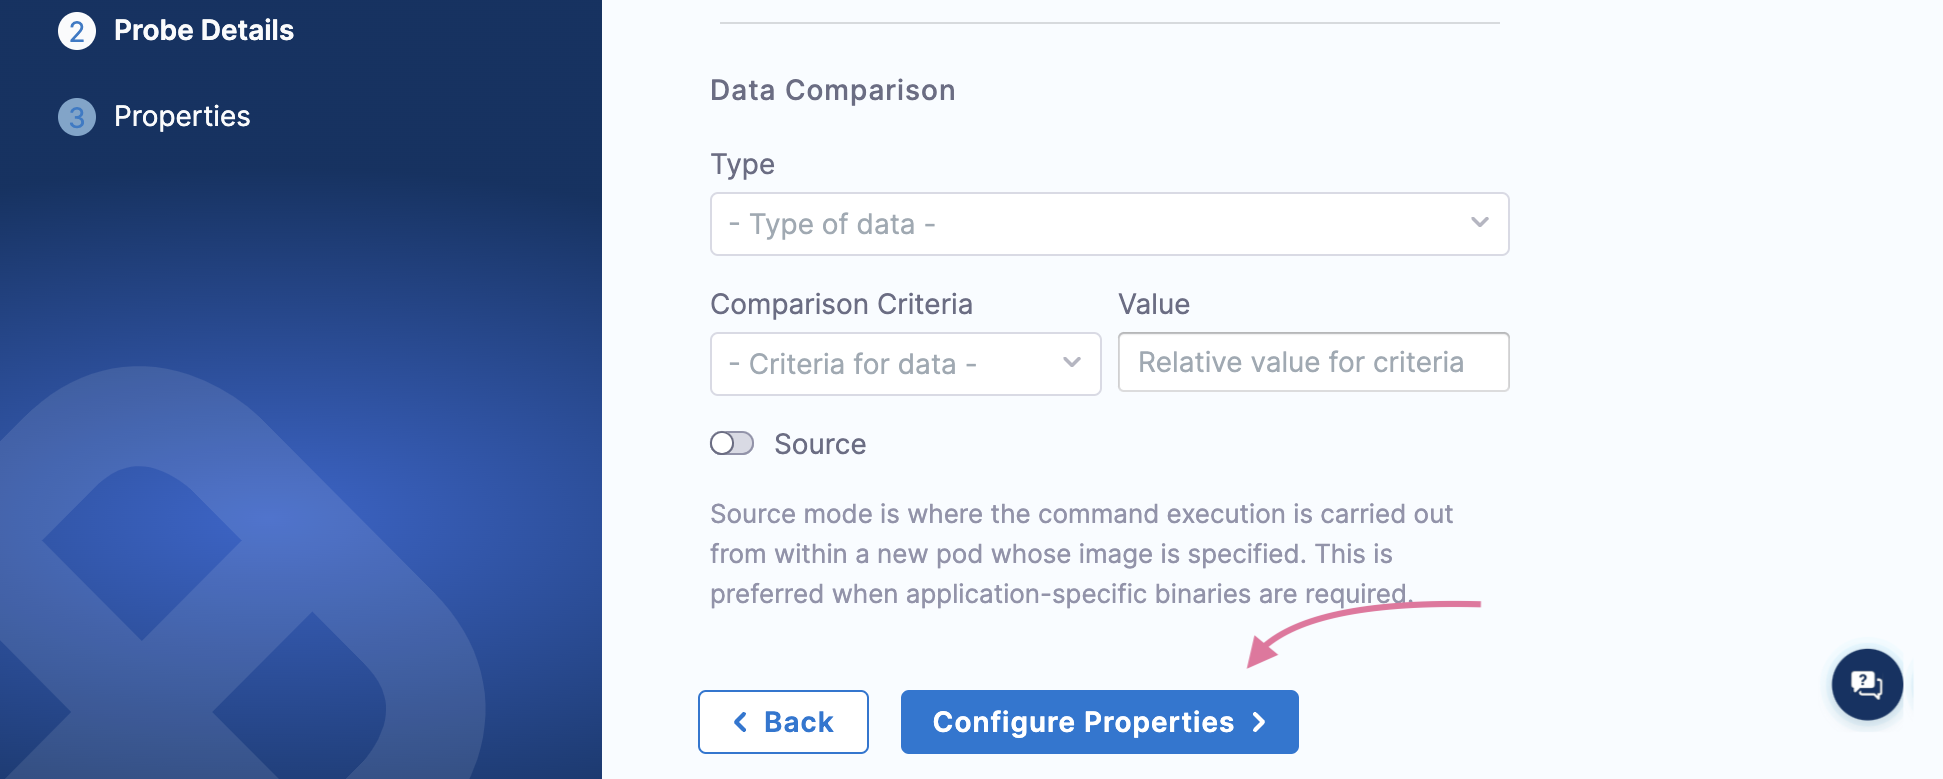 2 Probe Details
3 Properties
Data Comparison
Type
- Type of data -
Comparison Criteria
Value
- Criteria for data -
Relative value for criteria
Source
Source mode is where the command execution is carried out
from within a new pod whose image is specified. This is
preferred when application-specific binaries are required.
Back
Configure Properties
?